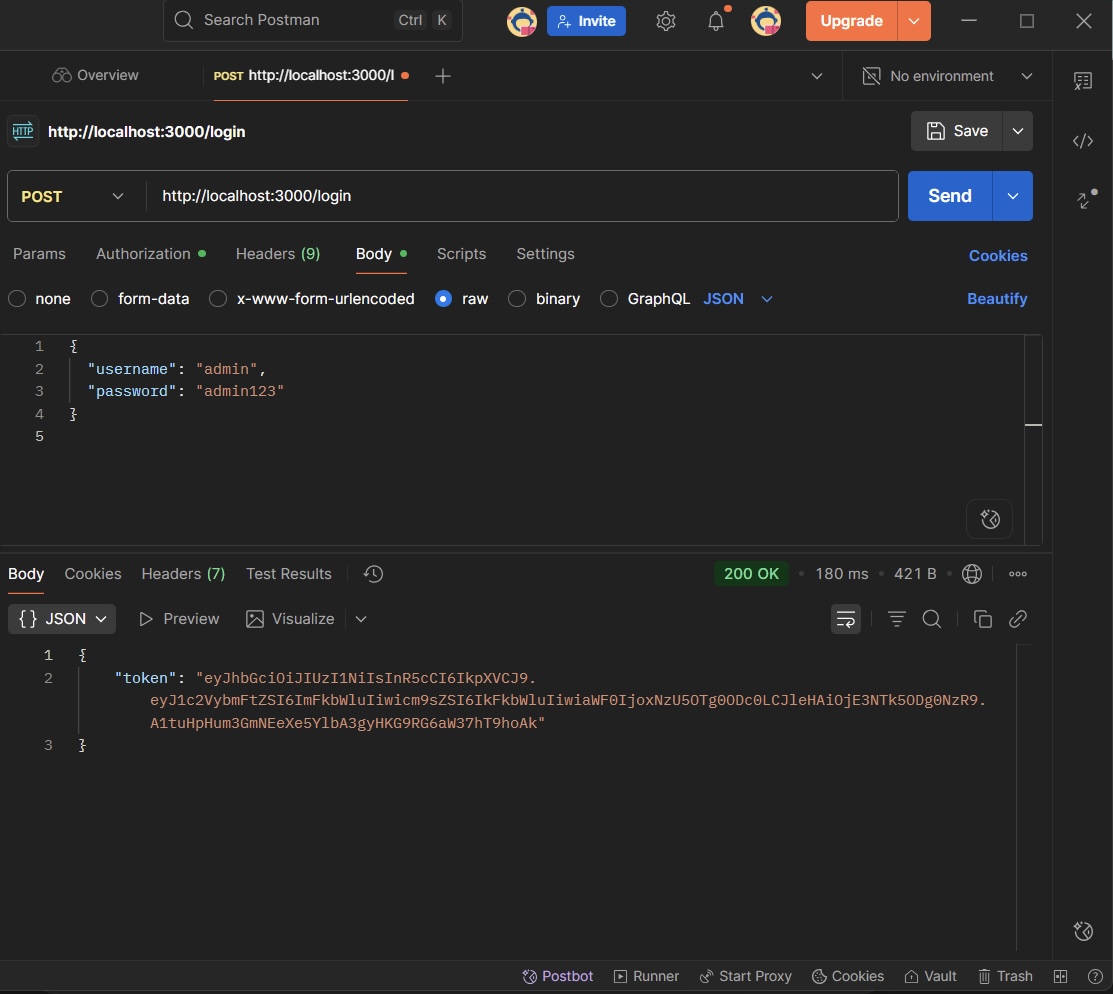 Search Postman Ctrl K Invite Upgrade
Overview POST http://localhost:3000/l No environment
HTTP http://localhost:3000/login Save
POST http://localhost:3000/login Send
Params Authorization Headers (9) Body Scripts Settings Cookies
none form-data x-www-form-urlencoded raw binary GraphQL JSON Beautify
1 {
2 "username": "admin",
3 "password": "admin123"
4 }
5
Body Cookies Headers (7) Test Results 200 OK • 180 ms • 421 B •
{} JSON Preview Visualize
1 {
2 "token": "eyJhbGciOiJIUzI1NiIsInR5cCI6IkpXVCJ9.
eyJ1c2VybmFtZSI6ImFkbWluIiwicm9sZSI6IkFkbWluIiwiaWF0IjoxNzU5OTg0ODc0LCJleHAiOjE3NTk5ODg0NzR9.
A1tuHpHum3GmNEeXe5YlbA3gyHKG9RG6aW37hT9hoAk"
3 }
Postbot Runner Start Proxy Cookies Vault Trash